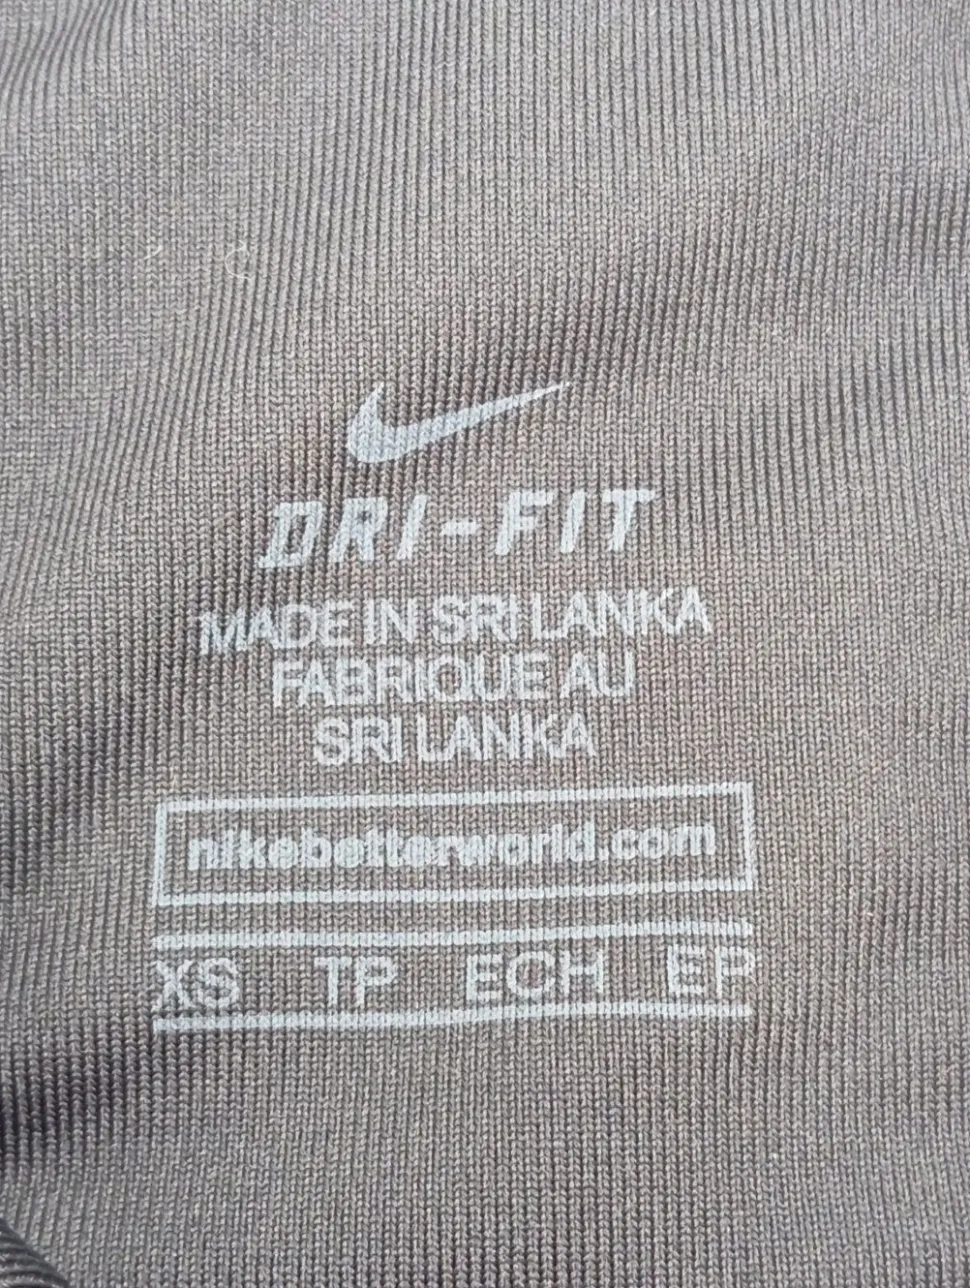 DRI-FIT
MADE IN SRI LANKA
FABRIQUE AU
SRI LANKA
nikebetterworld.com
XS TP ECH EP